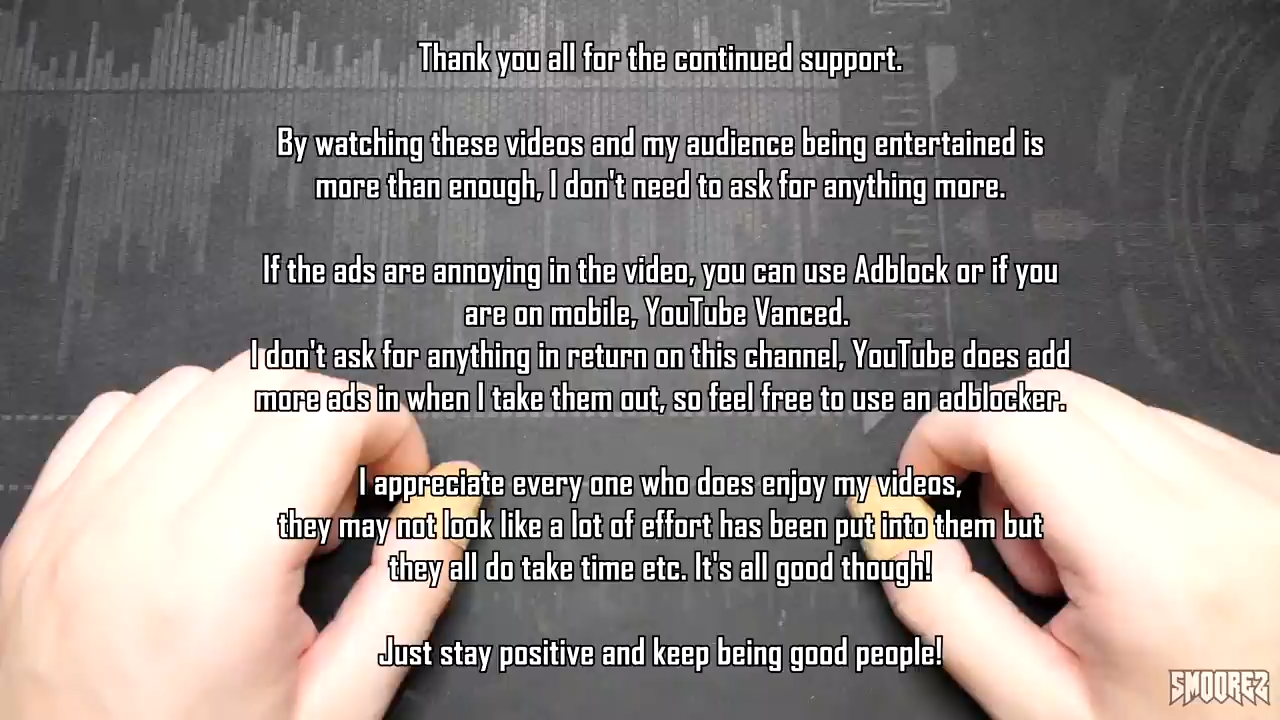 Thank you all for the continued support.
By watching these videos and my audience being entertained is
more than enough, I don't need to ask for anything more.
If the ads are annoying in the video, you can use Adblock or if you
are on mobile, YouTube Vanced.
I don't ask for anything in return on this channel, YouTube does add
more ads in when I take them out, so feel free to use an adblocker.
I appreciate every one who does enjoy my videos,
they may not look like a lot of effort has been put into them but
they all do take time etc. It's all good though!
Just stay positive and keep being good people!
SMOOREZ